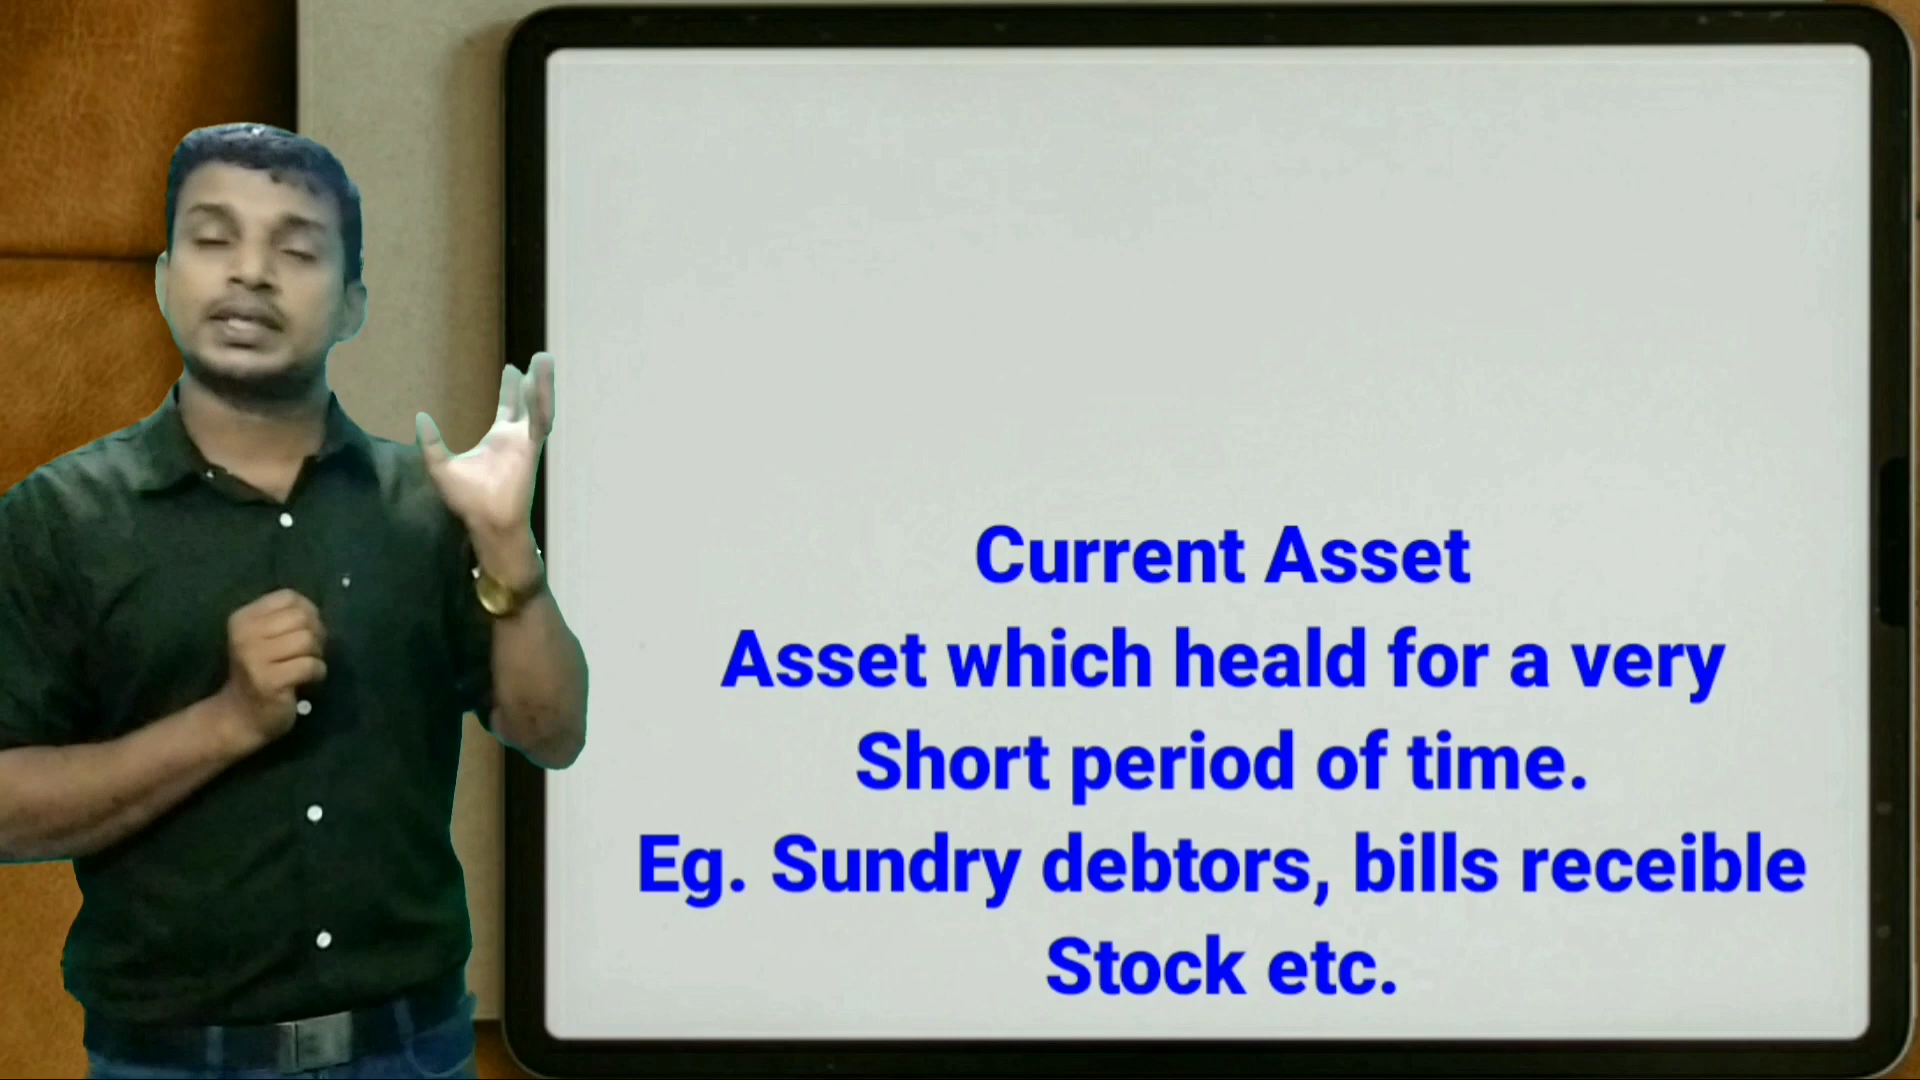 Current Asset
Asset which heald for a very
Short period of time.
Eg. Sundry debtors, bills receible
Stock etc.